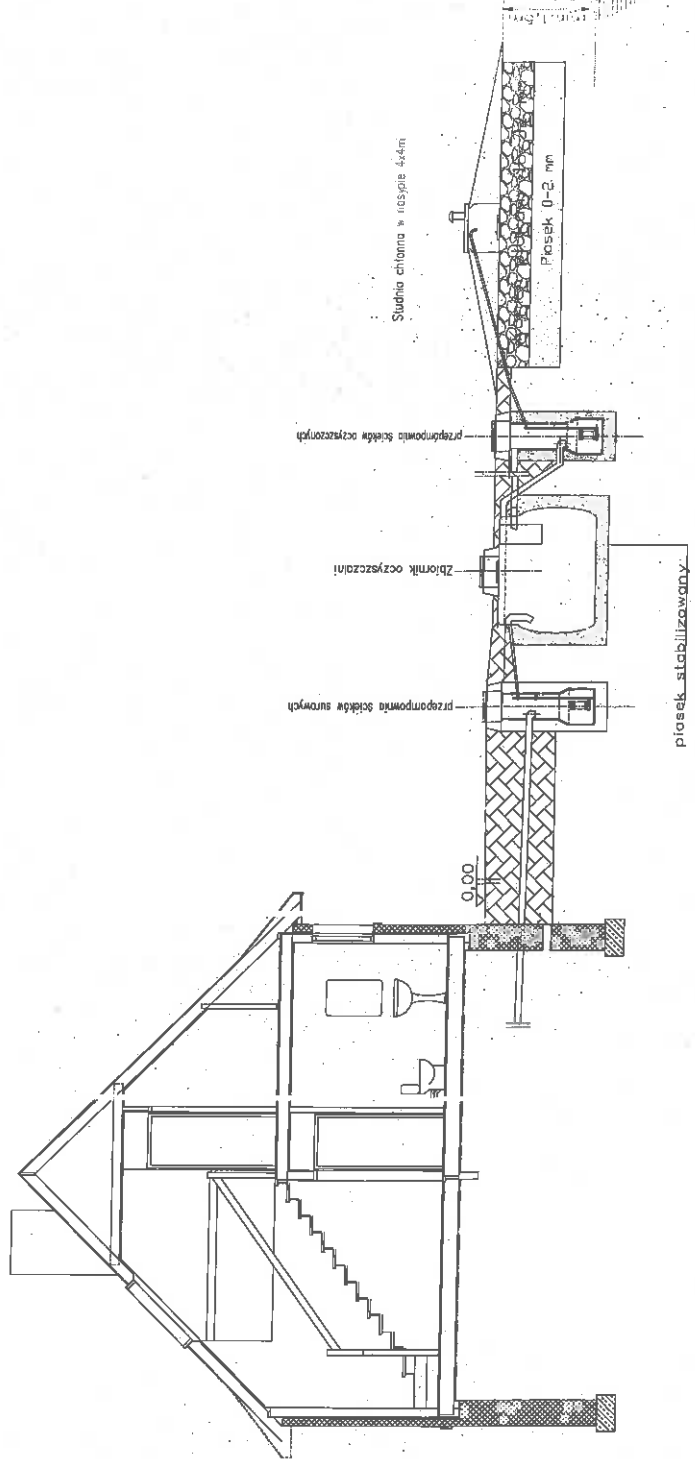 0,00
przepompownia ścieków surowych
Zbiornik oczyszczalni
przepompownia ścieków oczyszczonych
Studnia chłonna w nasypie 4x4m
Piasek 0-2 mm
piasek stabilizowany